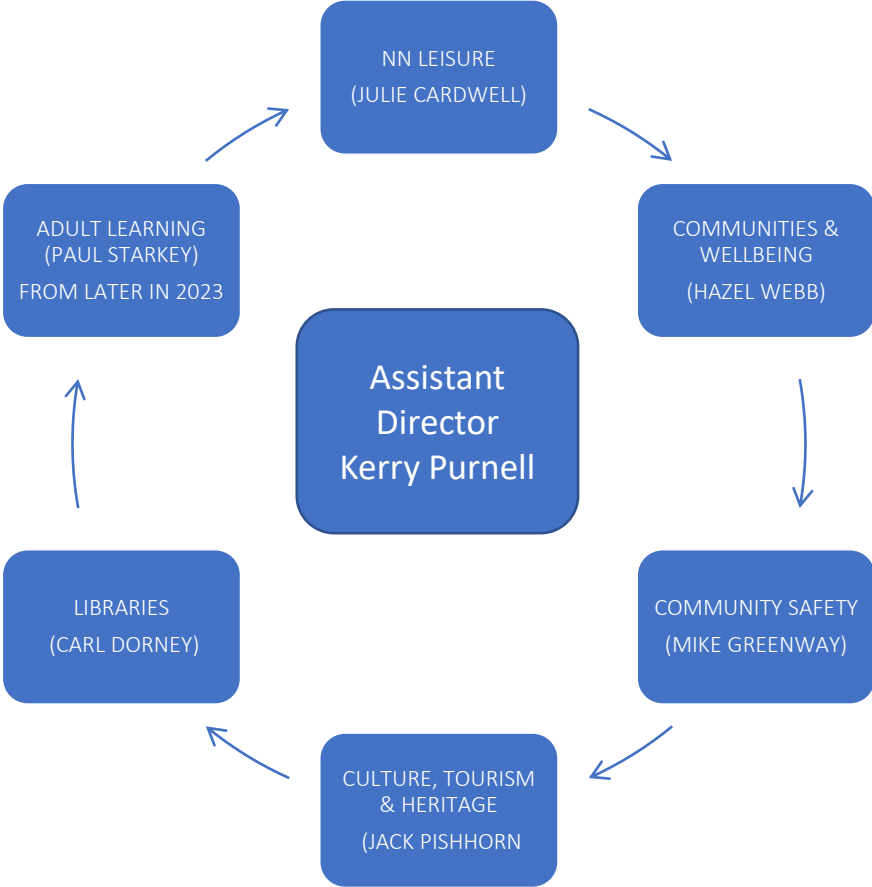 NN LEISURE
(JULIE CARDWELL)
COMMUNITIES &
WELLBEING
(HAZEL WEBB)
COMMUNITY SAFETY
(MIKE GREENWAY)
CULTURE, TOURISM
& HERITAGE
(JACK PISHHORN
LIBRARIES
(CARL DORNEY)
ADULT LEARNING
(PAUL STARKEY)
FROM LATER IN 2023
Assistant
Director
Kerry Purnell